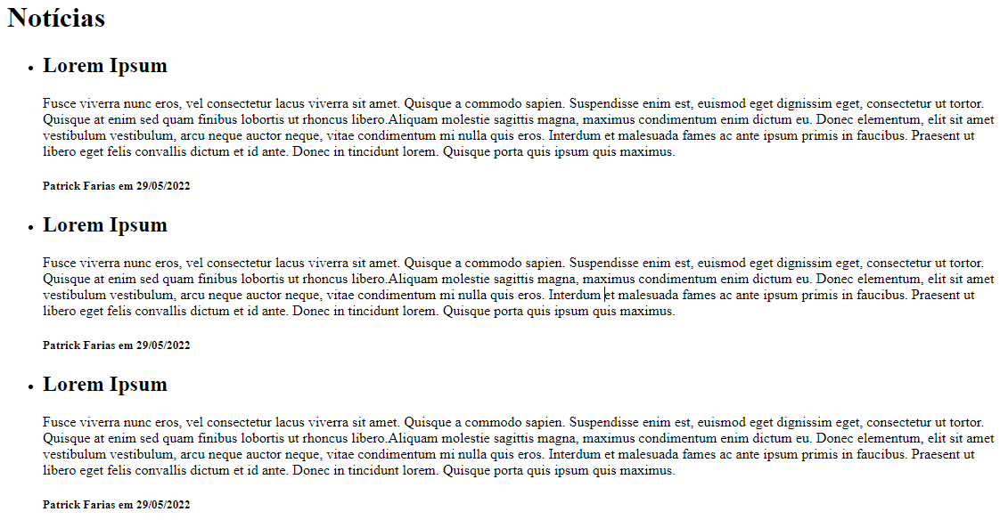 Notícias
Lorem Ipsum
Fusce viverra nunc eros, vel consectetur lacus viverra sit amet. Quisque a commodo sapien. Suspendisse enim est, euismod eget dignissim eget, consectetur ut tortor.
Quisque at enim sed quam finibus lobortis ut rhoncus libero.Aliquam molestie sagittis magna, maximus condimentum enim dictum eu. Donec elementum, elit sit amet
vestibulum vestibulum, arcu neque auctor neque, vitae condimentum mi nulla quis eros. Interdum et malesuada fames ac ante ipsum primis in faucibus. Praesent ut
libero eget felis convallis dictum et id ante. Donec in tincidunt lorem. Quisque porta quis ipsum quis maximus.
Patrick Farias em 29/05/2022
Lorem Ipsum
Fusce viverra nunc eros, vel consectetur lacus viverra sit amet. Quisque a commodo sapien. Suspendisse enim est, euismod eget dignissim eget, consectetur ut tortor.
Quisque at enim sed quam finibus lobortis ut rhoncus libero.Aliquam molestie sagittis magna, maximus condimentum enim dictum eu. Donec elementum, elit sit amet
vestibulum vestibulum, arcu neque auctor neque, vitae condimentum mi nulla quis eros. Interdum et malesuada fames ac ante ipsum primis in faucibus. Praesent ut
libero eget felis convallis dictum et id ante. Donec in tincidunt lorem. Quisque porta quis ipsum quis maximus.
Patrick Farias em 29/05/2022
Lorem Ipsum
Fusce viverra nunc eros, vel consectetur lacus viverra sit amet. Quisque a commodo sapien. Suspendisse enim est, euismod eget dignissim eget, consectetur ut tortor.
Quisque at enim sed quam finibus lobortis ut rhoncus libero.Aliquam molestie sagittis magna, maximus condimentum enim dictum eu. Donec elementum, elit sit amet
vestibulum vestibulum, arcu neque auctor neque, vitae condimentum mi nulla quis eros. Interdum et malesuada fames ac ante ipsum primis in faucibus. Praesent ut
libero eget felis convallis dictum et id ante. Donec in tincidunt lorem. Quisque porta quis ipsum quis maximus.
Patrick Farias em 29/05/2022